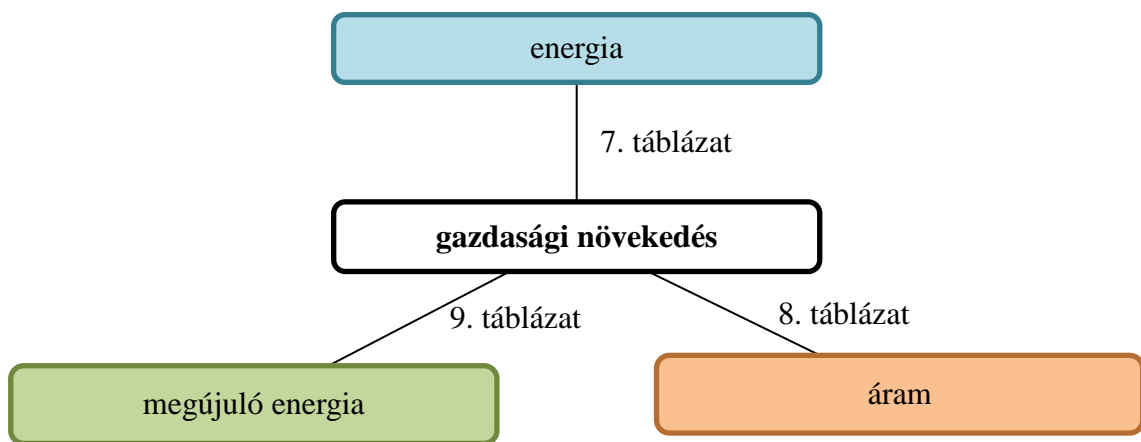 energia
7. táblázat
gazdasági növekedés
9. táblázat
8. táblázat
megújuló energia
áram